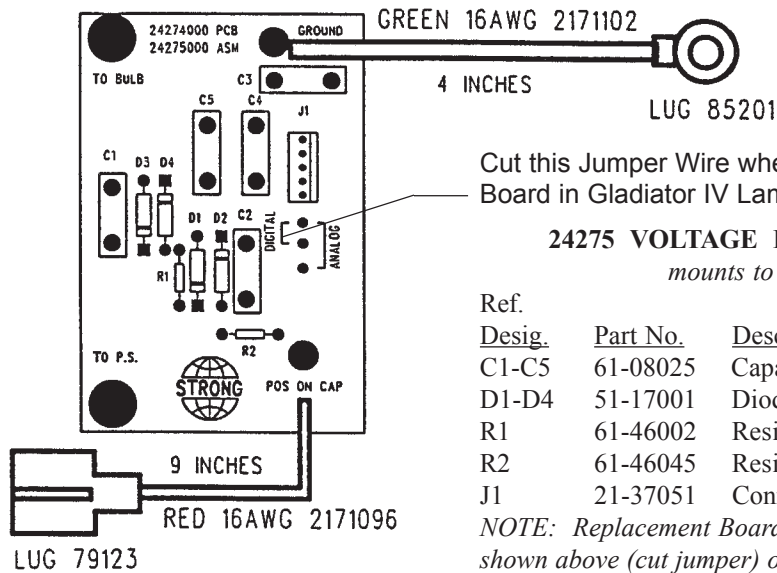 24274000 PCB
24275000 ASM
GROUND
GREEN 16AWG 2171102
4 INCHES
LUG 85201
TO BULB
C3
C5
C4
J1
C1
D3
D4
D1
D2
C2
R1
DIGITAL
ANALOG
R2
TO P.S.
STRONG
POS ON CAP
9 INCHES
RED 16AWG 2171096
LUG 79123
Cut this Jumper Wire whe
Board in Gladiator IV Lan
24275 VOLTAGE
mounts to
Ref.
Desig. Part No. Desc
C1-C5 61-08025 Capa
D1-D4 51-17001 Diod
R1 61-46002 Resi
R2 61-46045 Resi
J1 21-37051 Conn
NOTE: Replacement Board
shown above (cut jumper) o